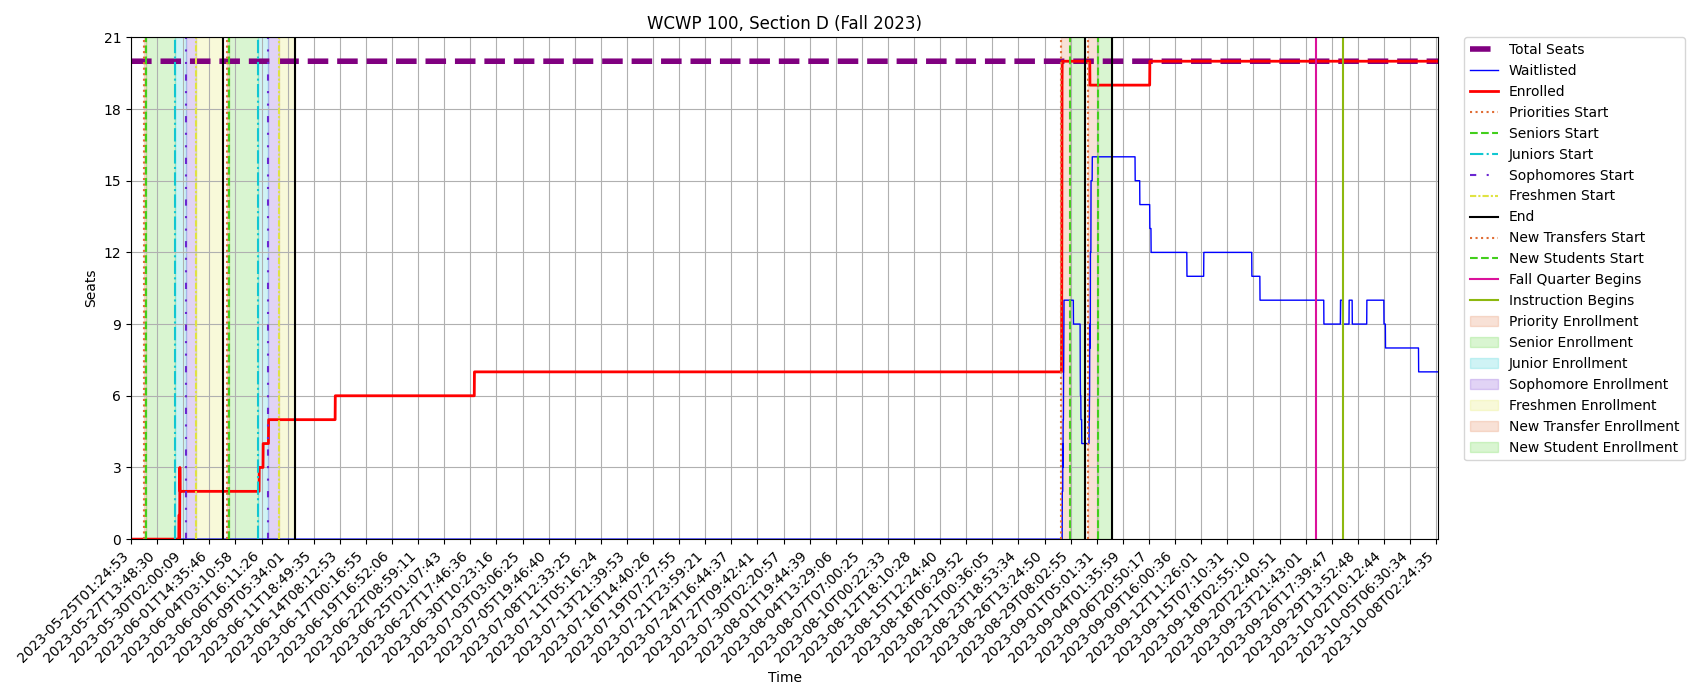 WCWP 100, Section D (Fall 2023)
21
18
15
12
9
6
3
0
Seats
2023-05-25T01:24:53
2023-05-27T13:48:30
2023-05-30T02:00:09
2023-06-01T14:35:46
2023-06-04T03:10:58
2023-06-06T16:11:26
2023-06-09T05:34:01
2023-06-11T18:49:35
2023-06-14T08:12:53
2023-06-17T00:16:55
2023-06-19T16:52:06
2023-06-22T08:59:11
2023-06-25T01:07:43
2023-06-27T17:46:36
2023-06-30T10:23:16
2023-07-03T03:06:25
2023-07-05T19:46:40
2023-07-08T12:33:25
2023-07-11T05:16:24
2023-07-13T21:39:53
2023-07-16T14:40:26
2023-07-19T07:27:55
2023-07-21T23:59:21
2023-07-24T16:44:37
2023-07-27T09:42:41
2023-07-30T02:20:57
2023-08-01T19:44:39
2023-08-04T13:29:06
2023-08-07T07:00:25
2023-08-10T00:22:33
2023-08-12T18:10:28
2023-08-15T12:24:40
2023-08-18T06:29:52
2023-08-21T00:36:05
2023-08-23T18:53:34
2023-08-26T13:24:50
2023-08-29T08:02:55
2023-09-01T05:01:31
2023-09-04T01:35:59
2023-09-06T20:50:17
2023-09-09T16:00:36
2023-09-12T11:26:01
2023-09-15T07:10:31
2023-09-18T02:55:10
2023-09-20T22:40:51
2023-09-23T21:43:01
2023-09-26T17:39:47
2023-09-29T13:52:48
2023-10-02T10:12:44
2023-10-05T06:30:34
2023-10-08T02:24:35
Time
Total Seats
Waitlisted
Enrolled
Priorities Start
Seniors Start
Juniors Start
Sophomores Start
Freshmen Start
End
New Transfers Start
New Students Start
Fall Quarter Begins
Instruction Begins
Priority Enrollment
Senior Enrollment
Junior Enrollment
Sophomore Enrollment
Freshmen Enrollment
New Transfer Enrollment
New Student Enrollment